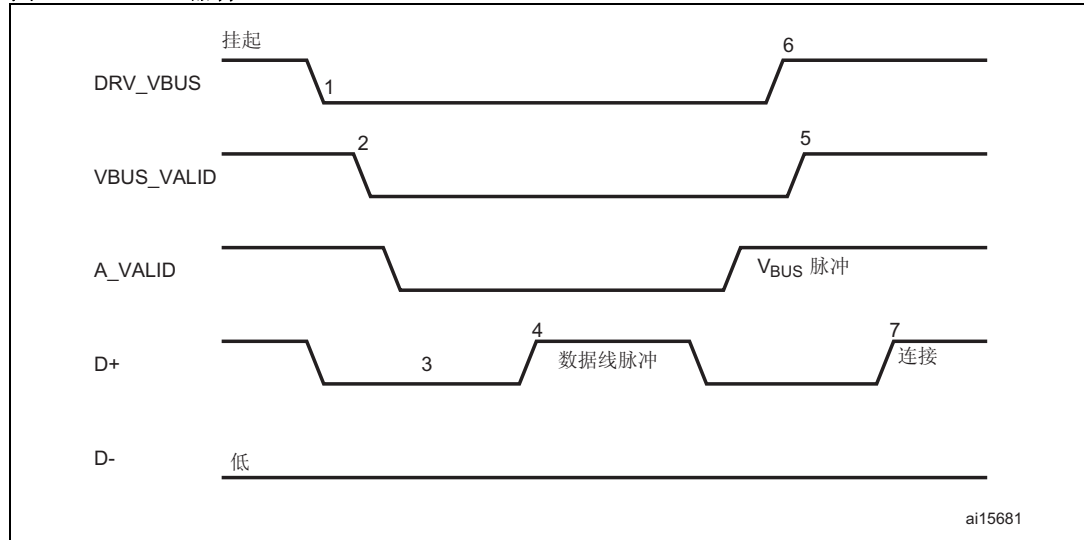 挂起
6
DRV_VBUS
1
2
5
VBUS_VALID
A_VALID
VBUS 脉冲
4
7
D+
3
数据线脉冲
连接
D-
低
ai15681